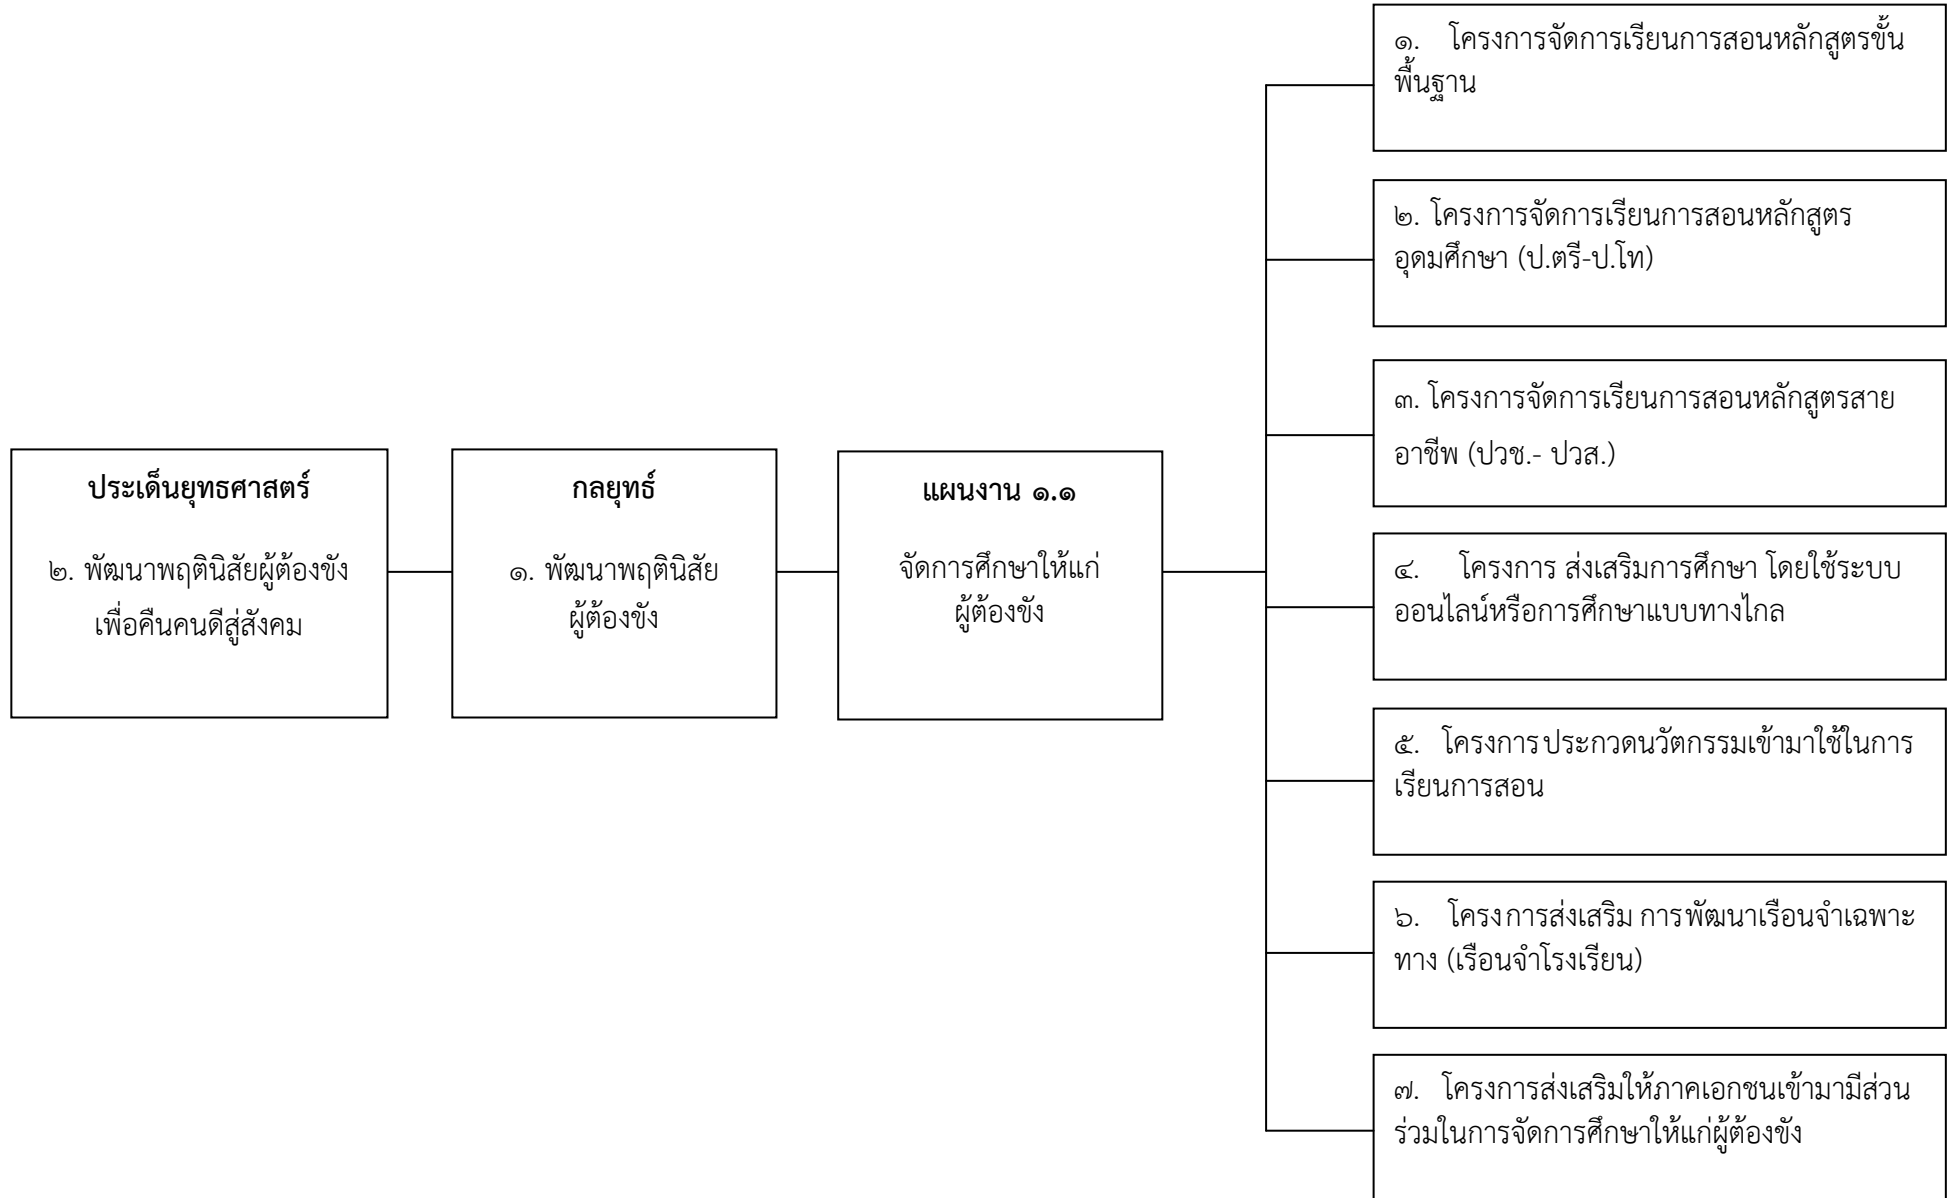 ประเด็นยุทธศาสตร์
๒. พัฒนาพฤตินิสัยผู้ต้องขัง
เพื่อคืนคนดีสู่สังคม
กลยุทธ์
๑. พัฒนาพฤตินิสัย
ผู้ต้องขัง
แผนงาน ๑.๑
จัดการศึกษาให้แก่
ผู้ต้องขัง
๑. โครงการจัดการเรียนการสอนหลักสูตรขั้น
พื้นฐาน
๒. โครงการจัดการเรียนการสอนหลักสูตร
อุดมศึกษา (ป.ตรี-ป.โท)
๓. โครงการจัดการเรียนการสอนหลักสูตรสาย
อาชีพ (ปวช.- ปวส.)
๔. โครงการ ส่งเสริมการศึกษา โดยใช้ระบบ
ออนไลน์หรือการศึกษาแบบทางไกล
๕. โครงการประกวดนวัตกรรมเข้ามาใช้ในการ
เรียนการสอน
๖. โครงการส่งเสริม การพัฒนาเรือนจำเฉพาะ
ทาง (เรือนจำโรงเรียน)
๗. โครงการส่งเสริมให้ภาคเอกชนเข้ามามีส่วน
ร่วมในการจัดการศึกษาให้แก่ผู้ต้องขัง